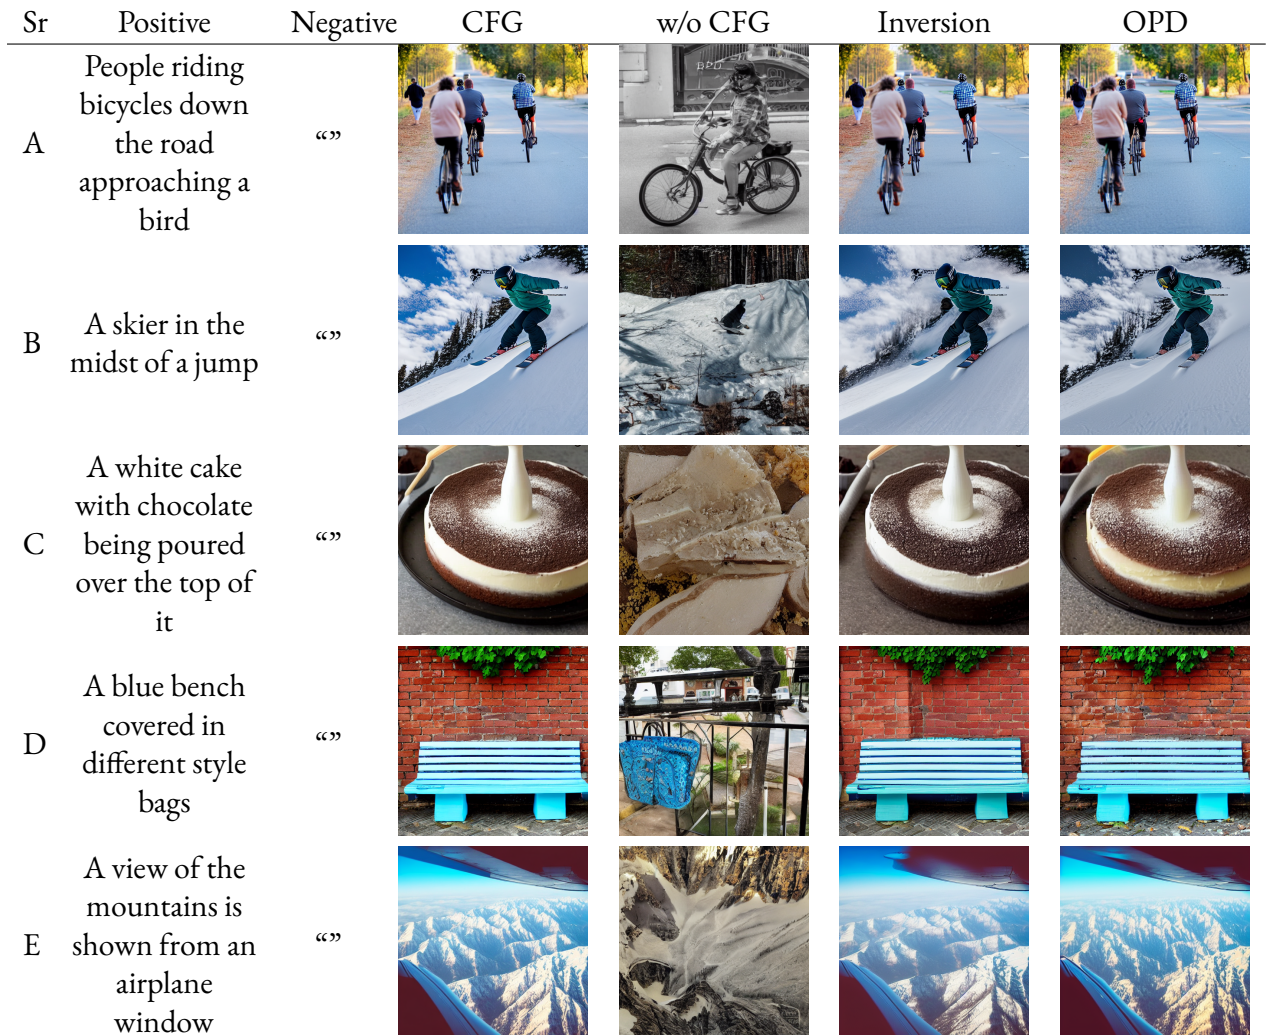 Sr Positive Negative CFG w/o CFG Inversion OPD
People riding
bicycles down
the road
approaching a
bird
A
“”
A skier in the
midst of a jump
B
“”
A white cake
with chocolate
being poured
over the top of
it
C
“”
A blue bench
covered in
different style
bags
D
“”
A view of the
mountains is
shown from an
airplane
window
E
“”